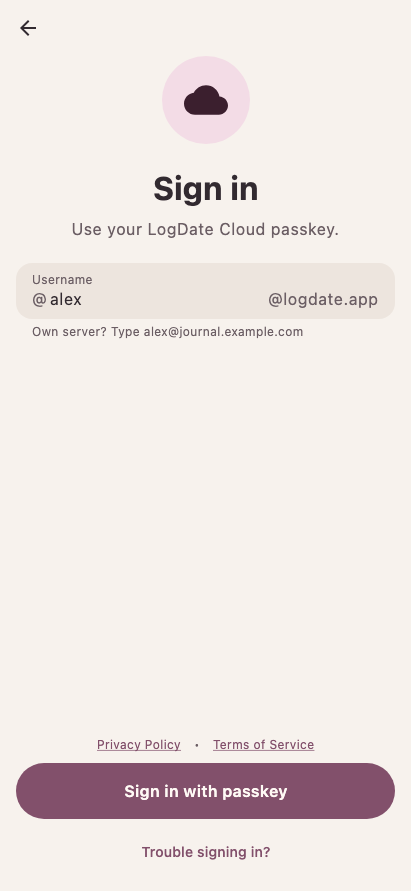 Sign in
Use your LogDate Cloud passkey.
Username
@ alex @logdate.app
Own server? Type alex@journal.example.com
Privacy Policy • Terms of Service
Sign in with passkey
Trouble signing in?